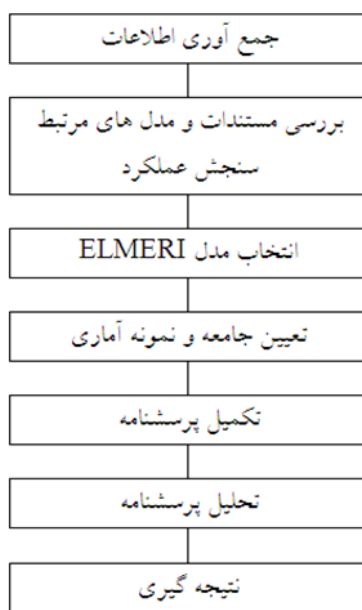 جمع آوری اطلاعات
بررسی مستندات و مدل های مرتبط
سنجش عملکرد
انتخاب مدل ELMERI
تعیین جامعه و نمونه آماری
تکمیل پرسشنامه
تحلیل پرسشنامه
نتیجه گیری